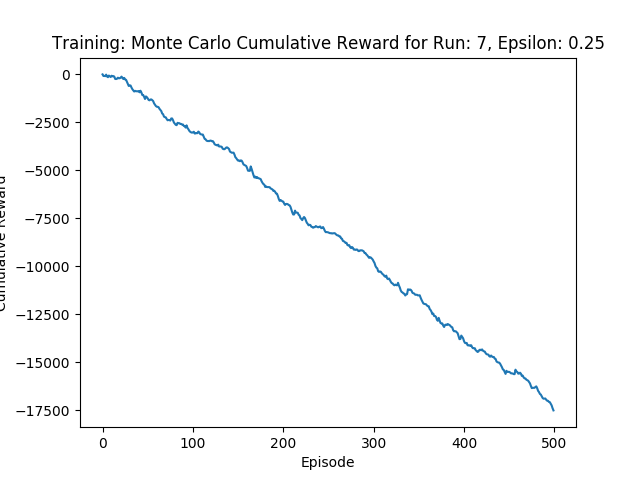 Training: Monte Carlo Cumulative Reward for Run: 7, Epsilon: 0.25
0
−2500
−5000
−7500
−10000
−12500
−15000
−17500
Cumulative Reward
0 100 200 300 400 500
Episode